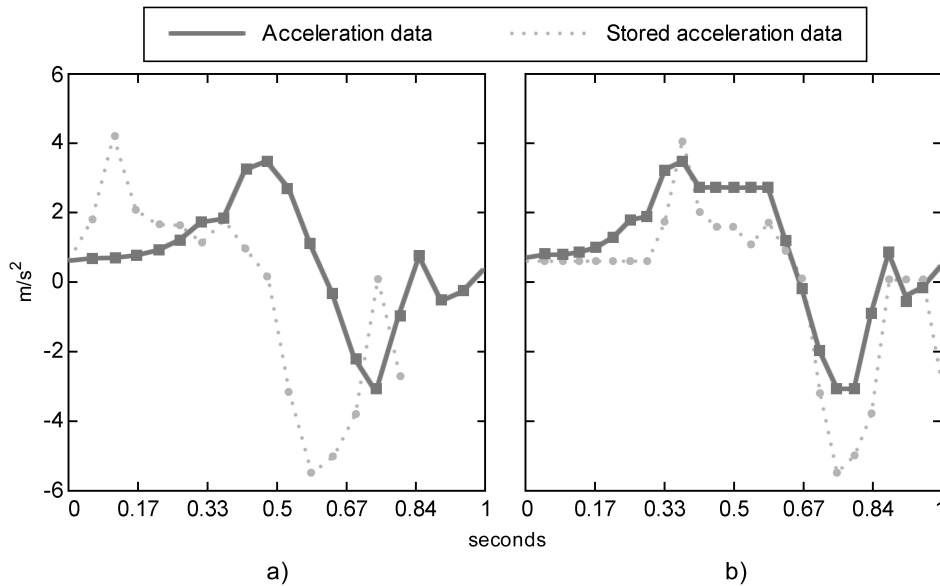 Acceleration data Stored acceleration data
6
4
2
0
-2
-4
-6
m/s²
0 0.17 0.33 0.5 0.67 0.84 1 0 0.17 0.33 0.5 0.67 0.84 1
seconds
a) b)